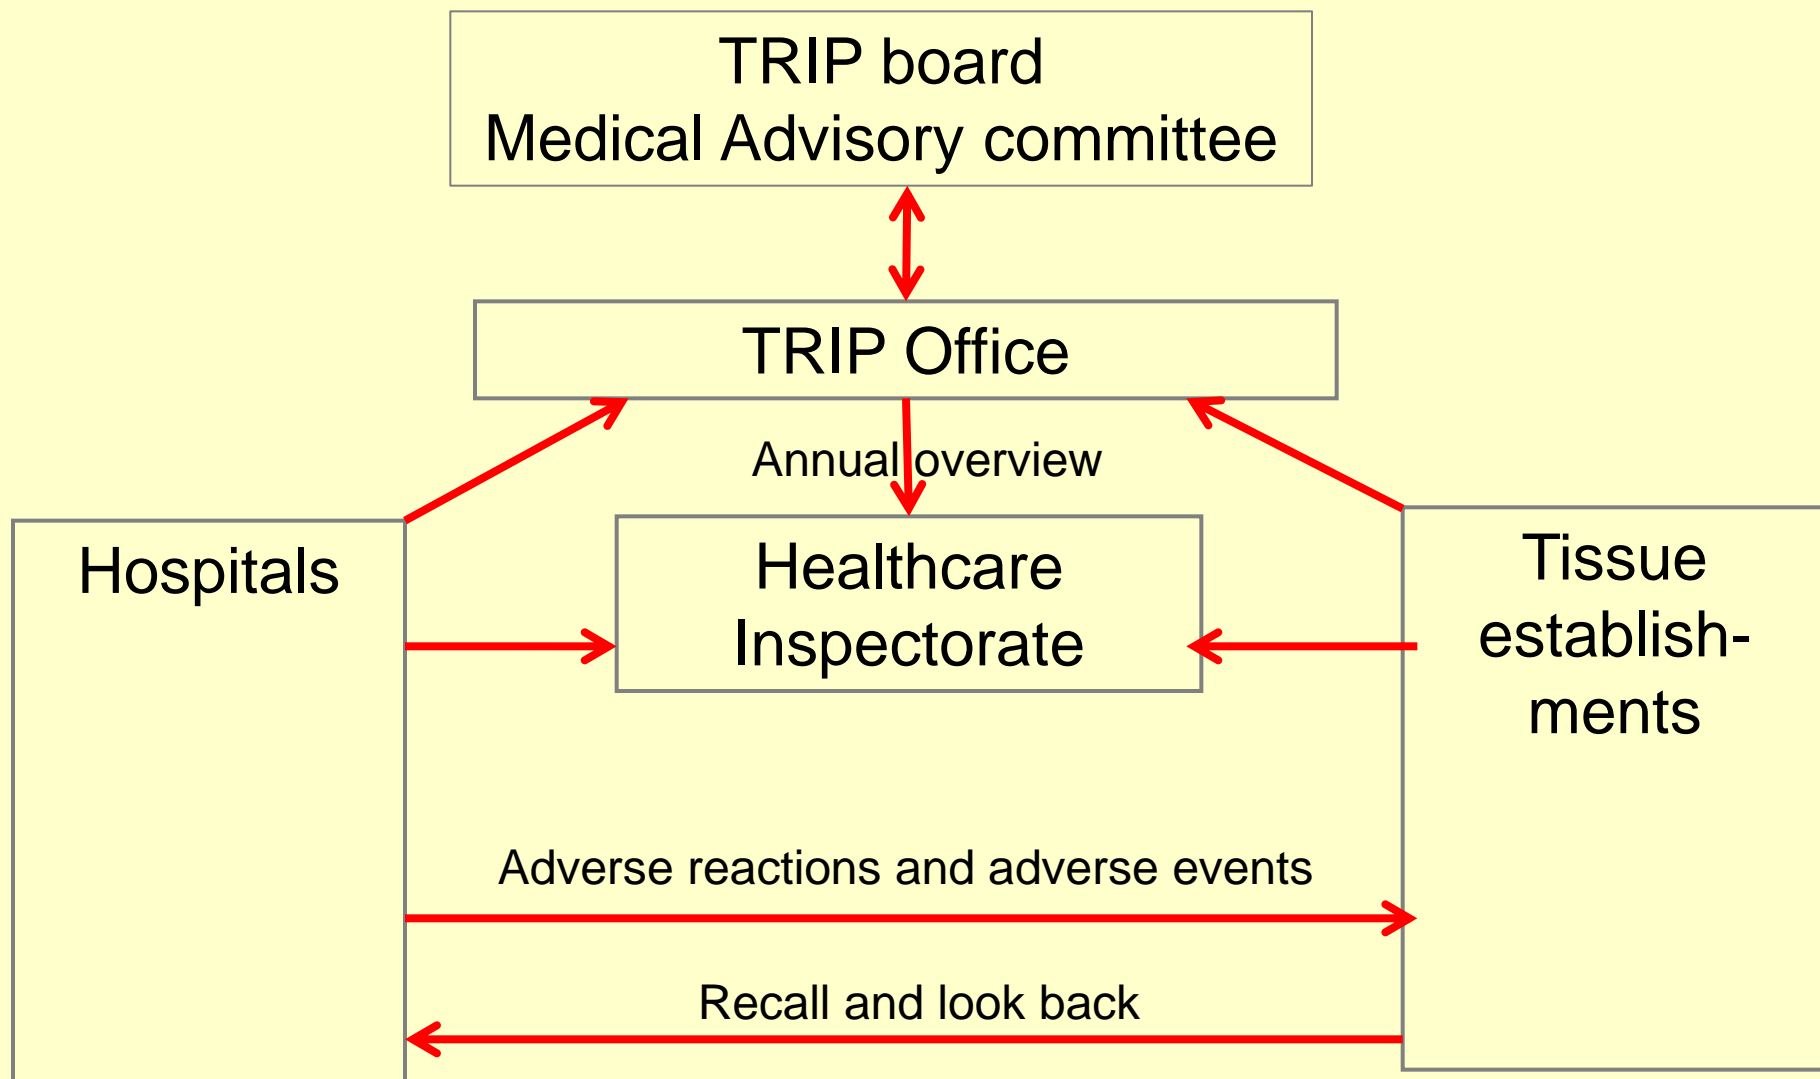 TRIP board
Medical Advisory committee
TRIP Office
Annual overview
Hospitals
Healthcare
Inspectorate
Tissue
establish-
ments
Adverse reactions and adverse events
Recall and look back